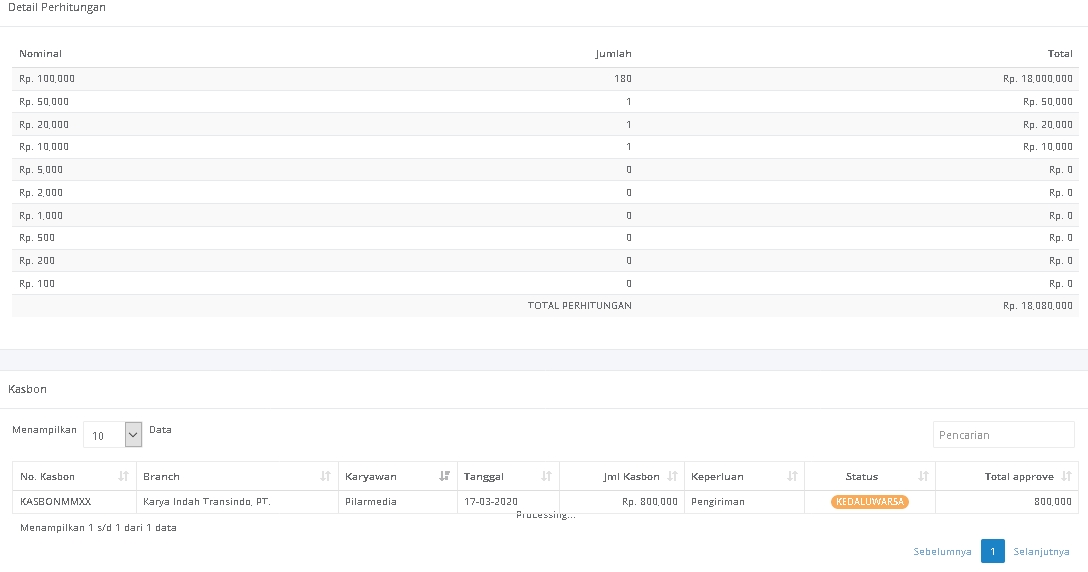 Detail Perhitungan
Nominal Jumlah Total
Rp. 100,000 180 Rp. 18,000,000
Rp. 50,000 1 Rp. 50,000
Rp. 20,000 1 Rp. 20,000
Rp. 10,000 1 Rp. 10,000
Rp. 5,000 0 Rp. 0
Rp. 2,000 0 Rp. 0
Rp. 1,000 0 Rp. 0
Rp. 500 0 Rp. 0
Rp. 200 0 Rp. 0
Rp. 100 0 Rp. 0
TOTAL PERHITUNGAN Rp. 18,080,000
Kasbon
Menampilkan 10 Data Pencarian
No. Kasbon Branch Karyawan Tanggal Jml Kasbon Keperluan Status Total approve
KASBONMMXX Karya Indah Transindo, PT. Pilarmedia 17-03-2020 Rp. 800,000 Pengiriman KEDALUWARSA 800,000
Processing...
Menampilkan 1 s/d 1 dari 1 data
Sebelumnya 1 Selanjutnya